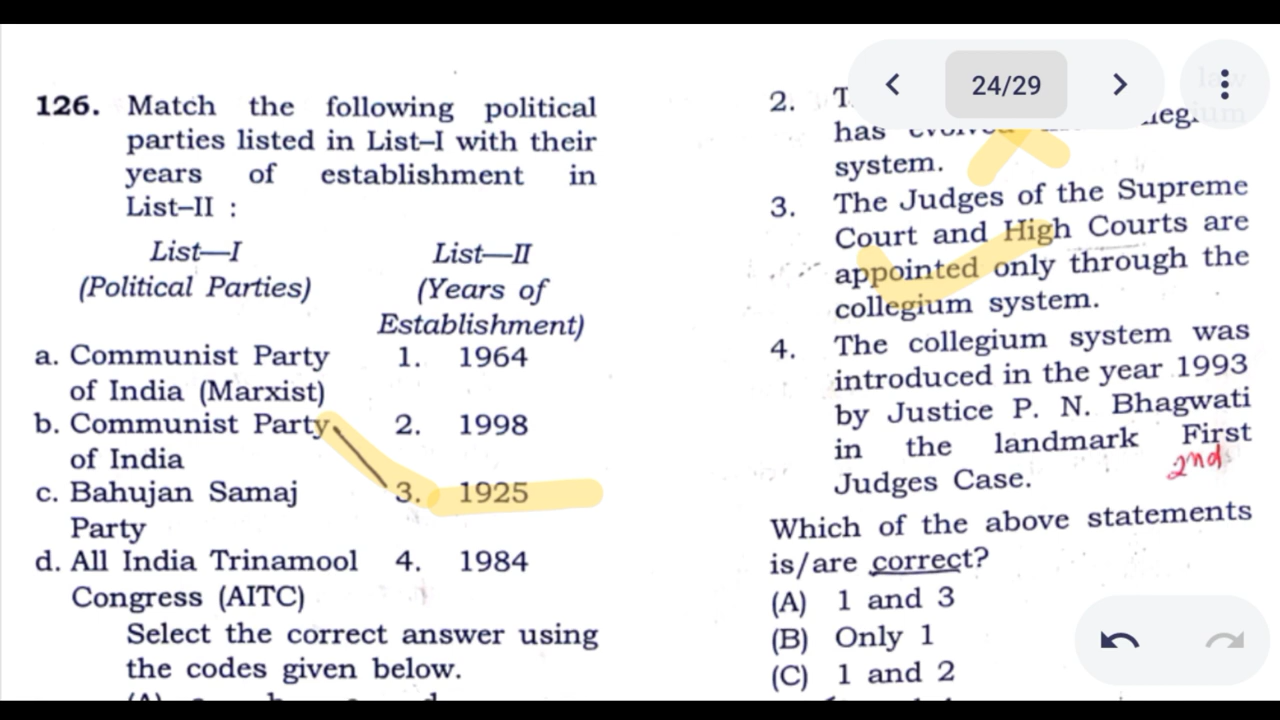 126. Match the following political
parties listed in List–I with their
years of establishment in
List–II :
List—I
(Political Parties)
List—II
(Years of
Establishment)
a. Communist Party 1. 1964
of India (Marxist)
b. Communist Party 2. 1998
of India
c. Bahujan Samaj 3. 1925
Party
d. All India Trinamool 4. 1984
Congress (AITC)
Select the correct answer using
the codes given below.
24/29
2.
has
system.
3. The Judges of the Supreme
Court and High Courts are
appointed only through the
collegium system.
4. The collegium system was
introduced in the year 1993
by Justice P. N. Bhagwati
in the landmark First
2nd
Judges Case.
Which of the above statements
is/are correct?
(A) 1 and 3
(B) Only 1
(C) 1 and 2